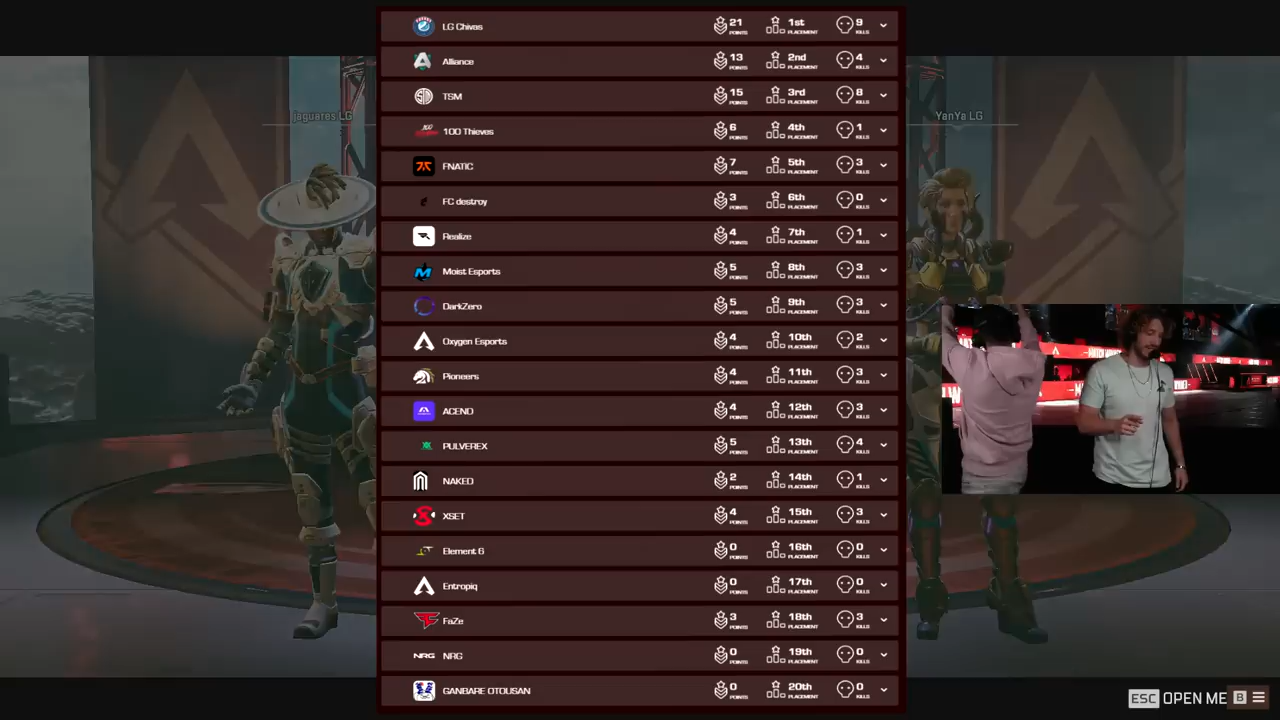 LG Chivas 21 POINTS 1st PLACEMENT 9 KILLS
Alliance 13 POINTS 2nd PLACEMENT 4 KILLS
TSM 15 POINTS 3rd PLACEMENT 8 KILLS
100 Thieves 6 POINTS 4th PLACEMENT 1 KILLS
FNATIC 7 POINTS 5th PLACEMENT 3 KILLS
FC destroy 3 POINTS 6th PLACEMENT 0 KILLS
Realize 4 POINTS 7th PLACEMENT 1 KILLS
Moist Esports 5 POINTS 8th PLACEMENT 3 KILLS
DarkZero 5 POINTS 9th PLACEMENT 3 KILLS
Oxygen Esports 4 POINTS 10th PLACEMENT 2 KILLS
Pioneers 4 POINTS 11th PLACEMENT 3 KILLS
ACEND 4 POINTS 12th PLACEMENT 3 KILLS
PULVEREX 5 POINTS 13th PLACEMENT 4 KILLS
NAKED 2 POINTS 14th PLACEMENT 1 KILLS
XSET 4 POINTS 15th PLACEMENT 3 KILLS
Element 6 0 POINTS 16th PLACEMENT 0 KILLS
Entropiq 0 POINTS 17th PLACEMENT 0 KILLS
FaZe 3 POINTS 18th PLACEMENT 3 KILLS
NRG NRG 0 POINTS 19th PLACEMENT 0 KILLS
GANBARE OTOUSAN 0 POINTS 20th PLACEMENT 0 KILLS
jaguares LG
YanYa LG
ESC OPEN ME B